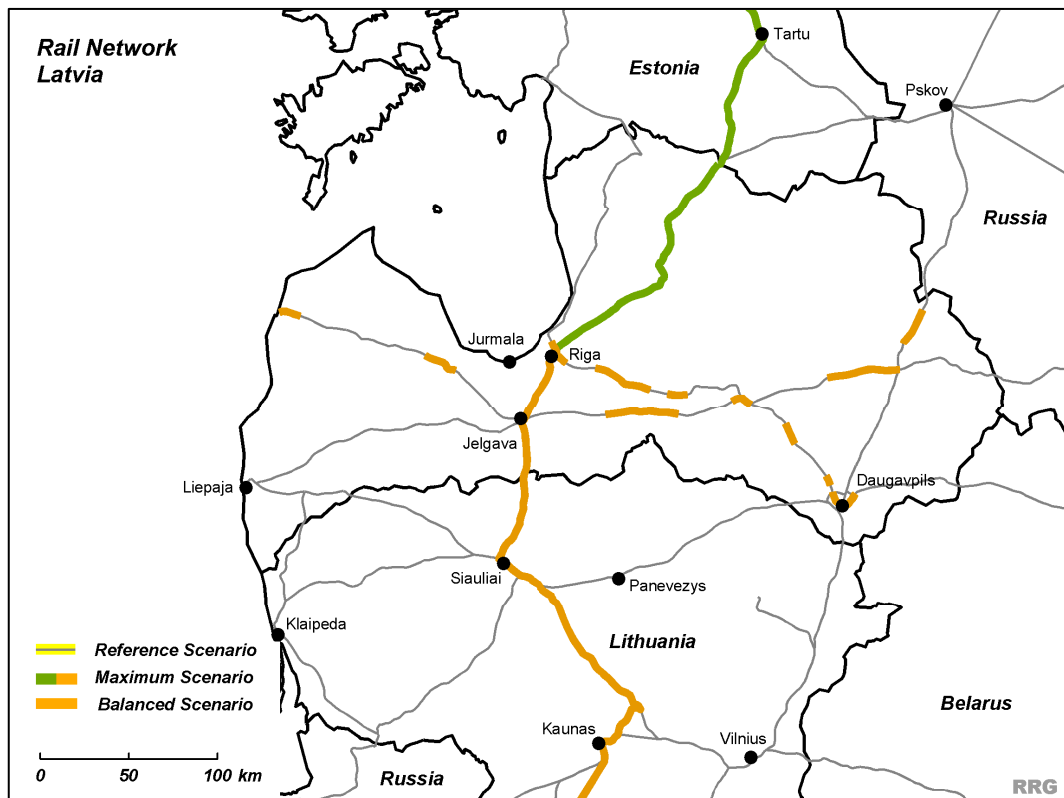 Rail Network
Latvia
Tartu
Estonia
Pskov
Russia
Jurmala
Riga
Jelgava
Liepaja
Daugavpils
Siauliai
Panevezys
Klaipeda
Lithuania
Reference Scenario
Maximum Scenario
Balanced Scenario
Belarus
Kaunas
Vilnius
0 50 100 km
Russia
RRG